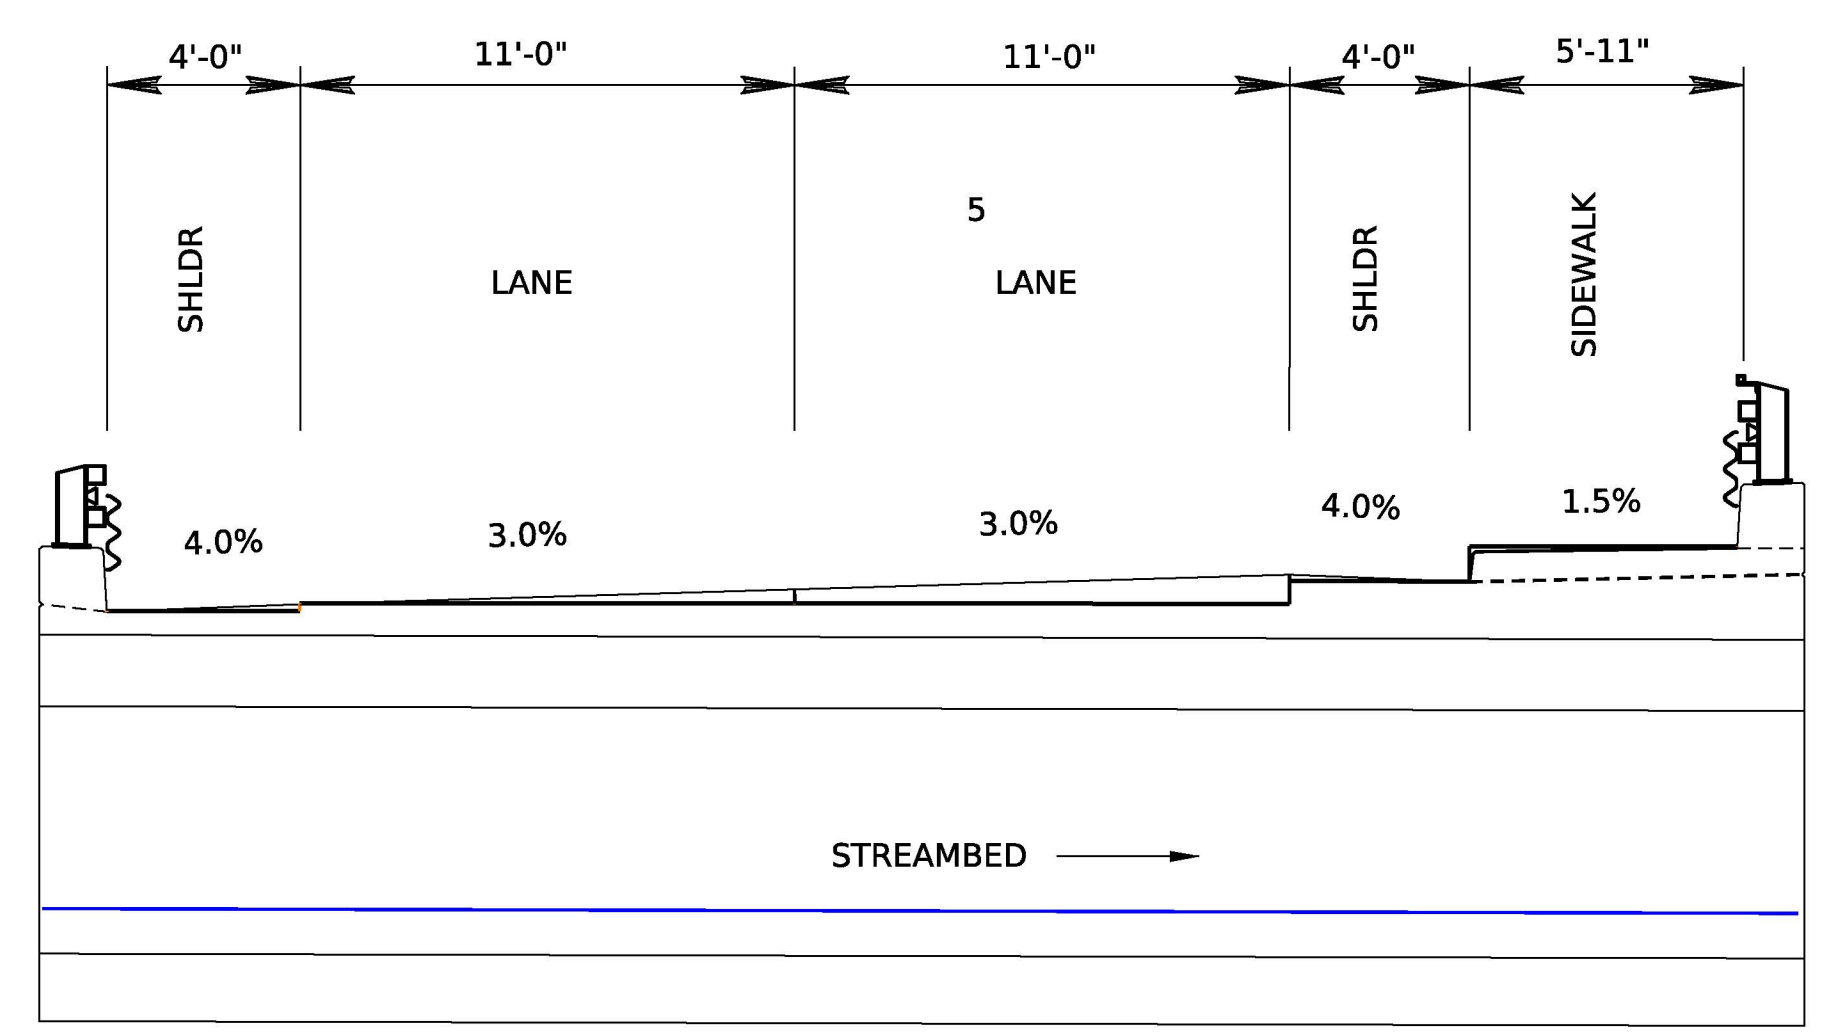 4'-0" 11'-0" 11'-0" 4'-0" 5'-11"
5
SHLDR LANE LANE SHLDR SIDEWALK
4.0% 3.0% 3.0% 4.0% 1.5%
STREAMBED